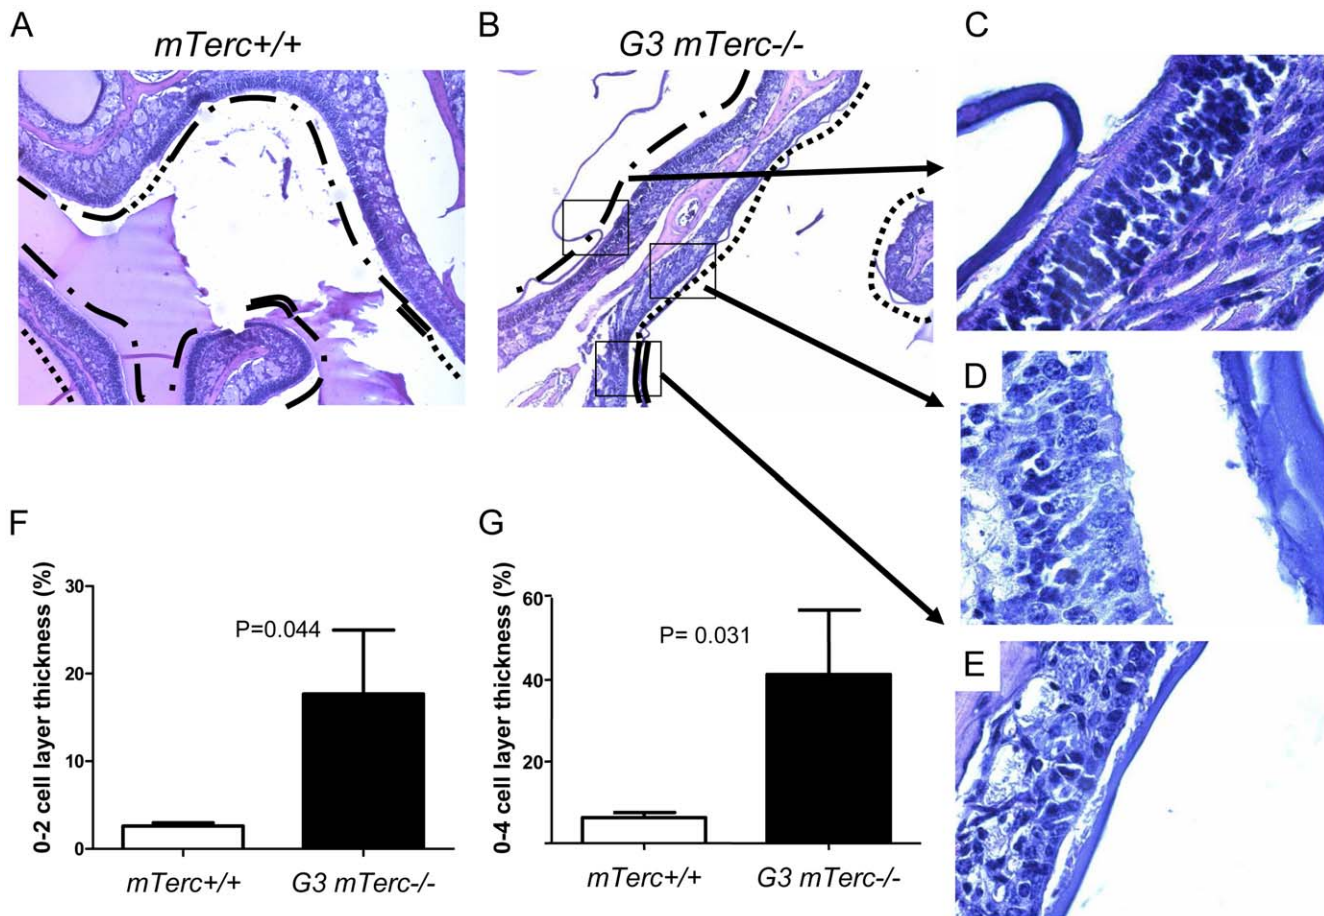 A
mTerc+/+
B
G3 mTerc-/-
C
D
E
F
0-2 cell layer thickness (%)
30
20
10
0
P=0.044
mTerc+/+
G3 mTerc-/-
G
0-4 cell layer thickness (%)
60
40
20
P= 0.031
mTerc+/+
G3 mTerc-/-